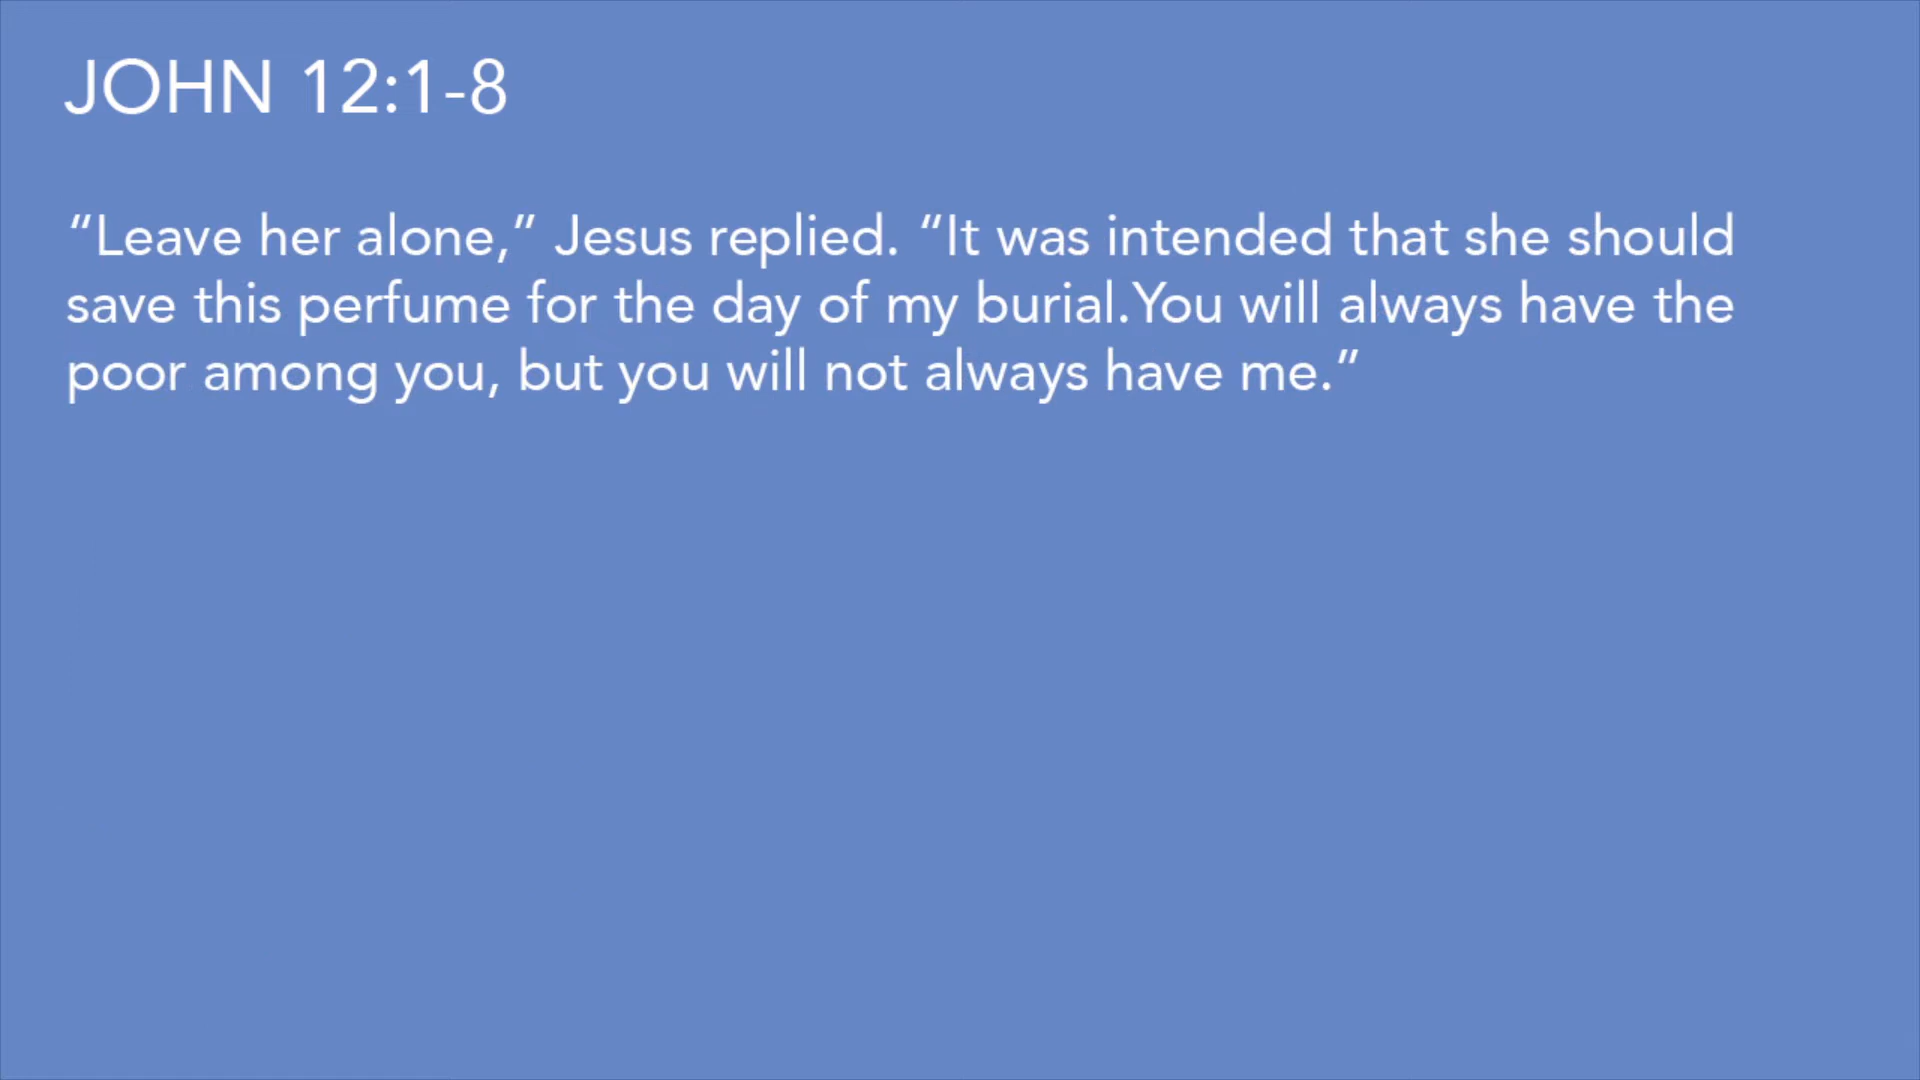 JOHN 12:1-8
“Leave her alone,” Jesus replied. “It was intended that she should
save this perfume for the day of my burial.You will always have the
poor among you, but you will not always have me.”